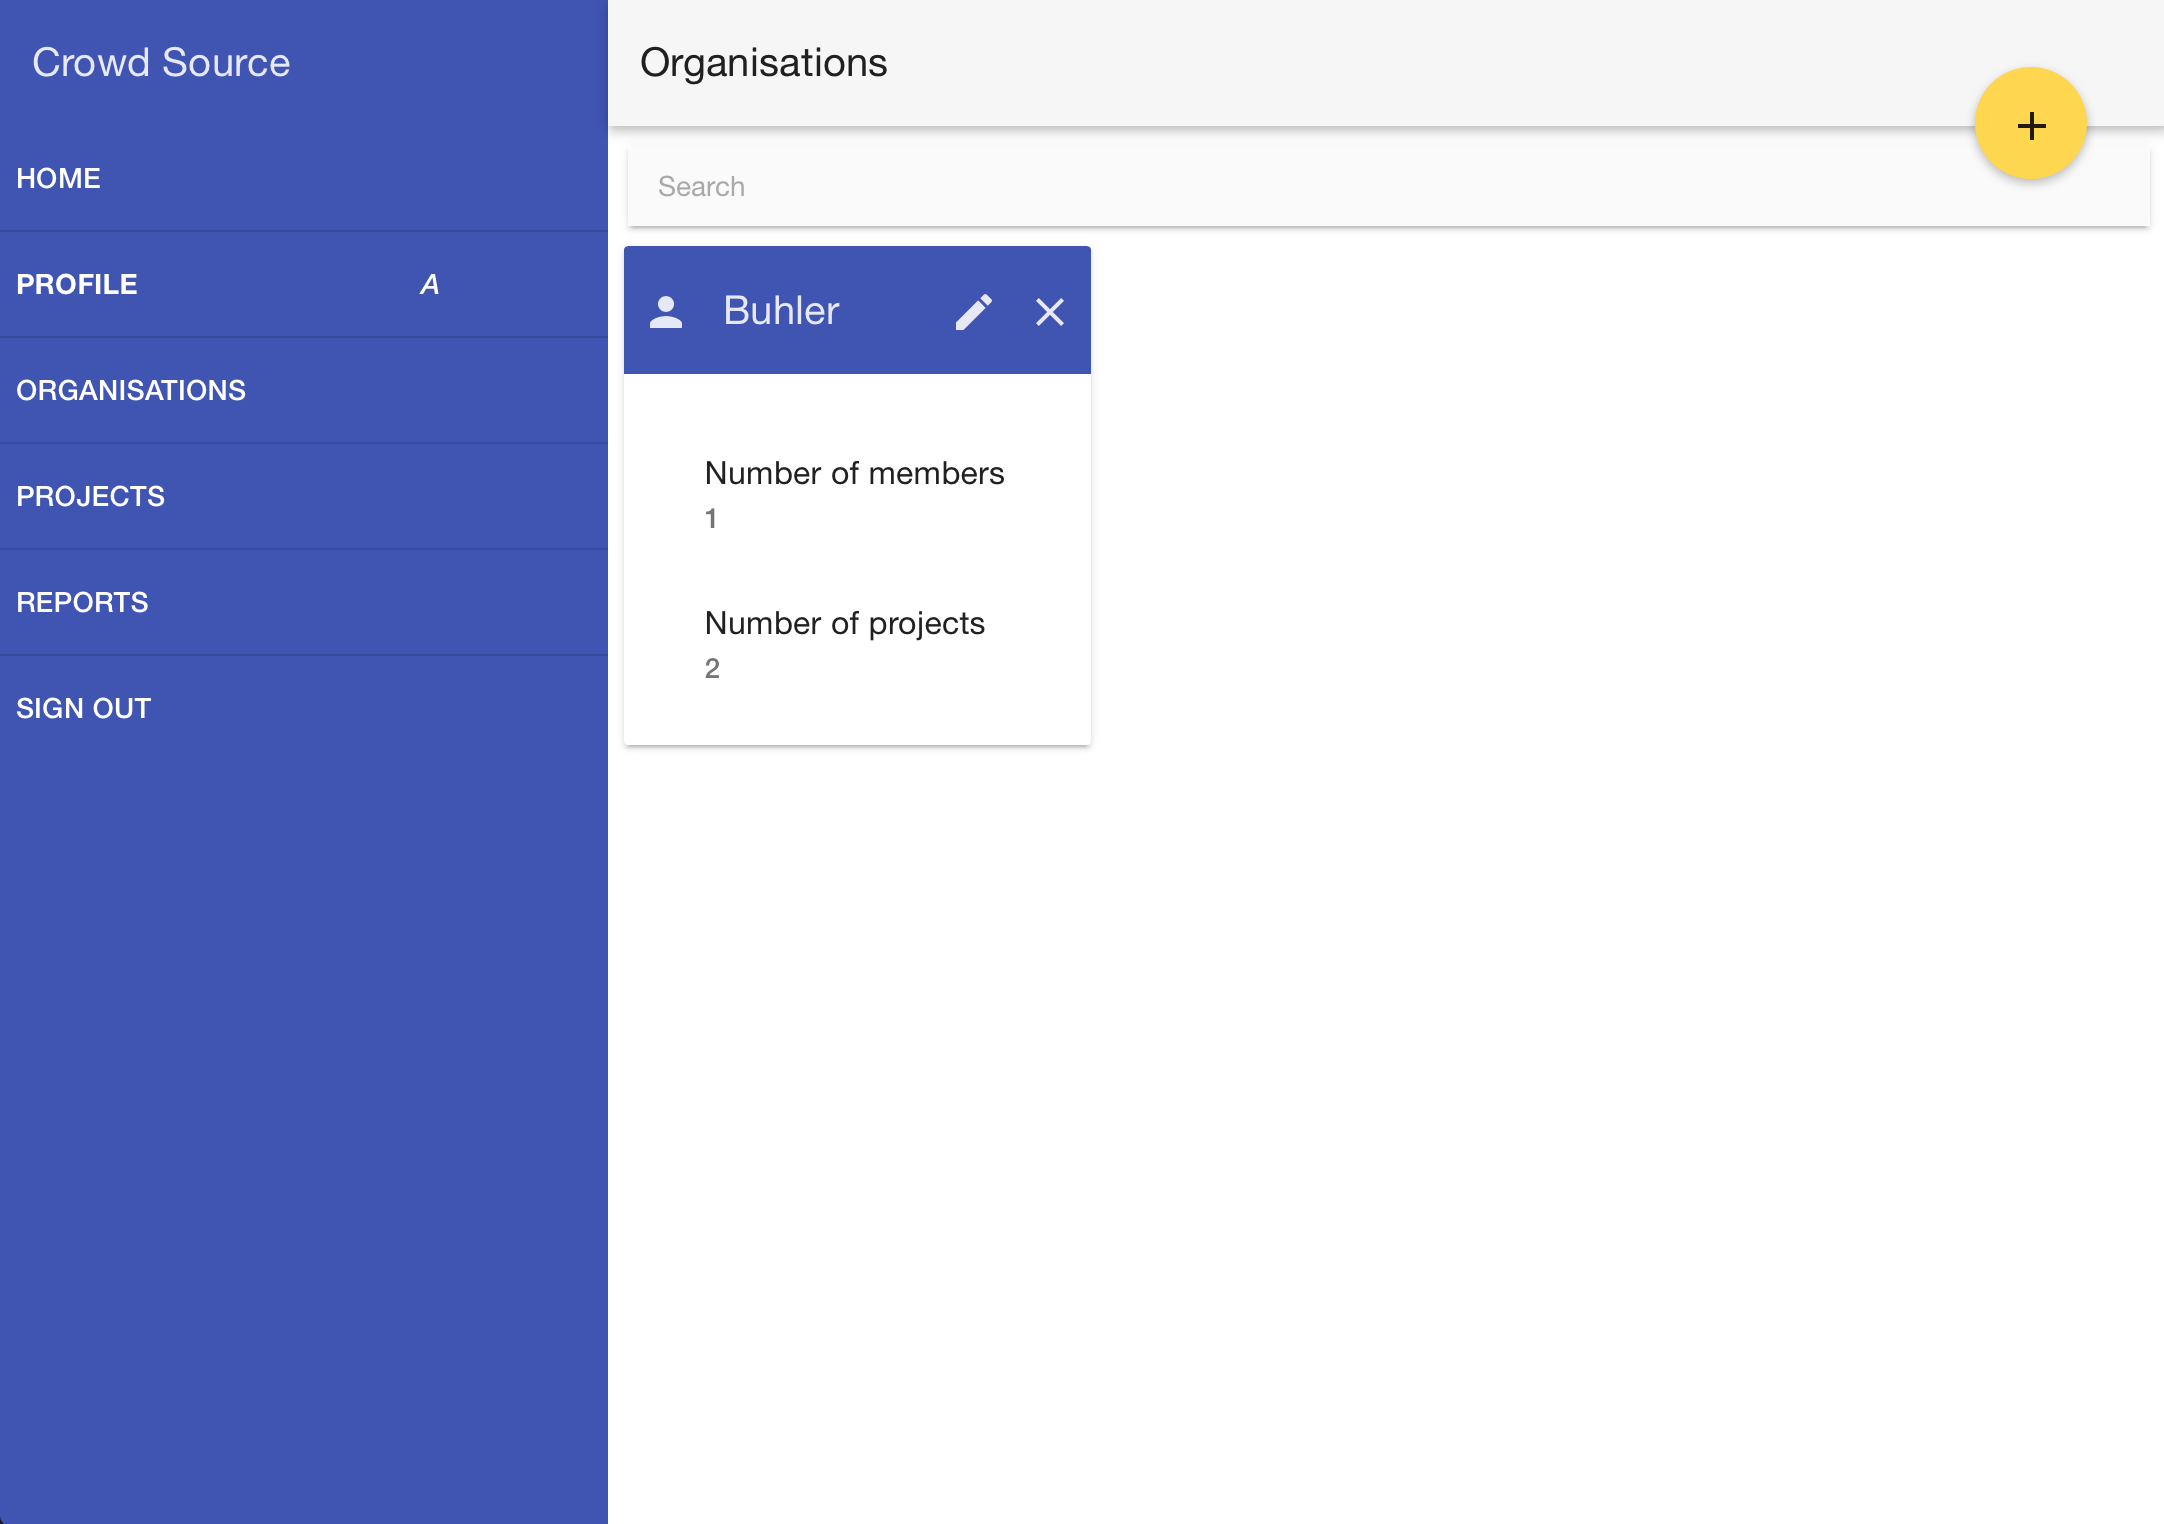 Crowd Source
HOME
PROFILE A
ORGANISATIONS
PROJECTS
REPORTS
SIGN OUT
Organisations
+
Search
Buhler
Number of members
1
Number of projects
2